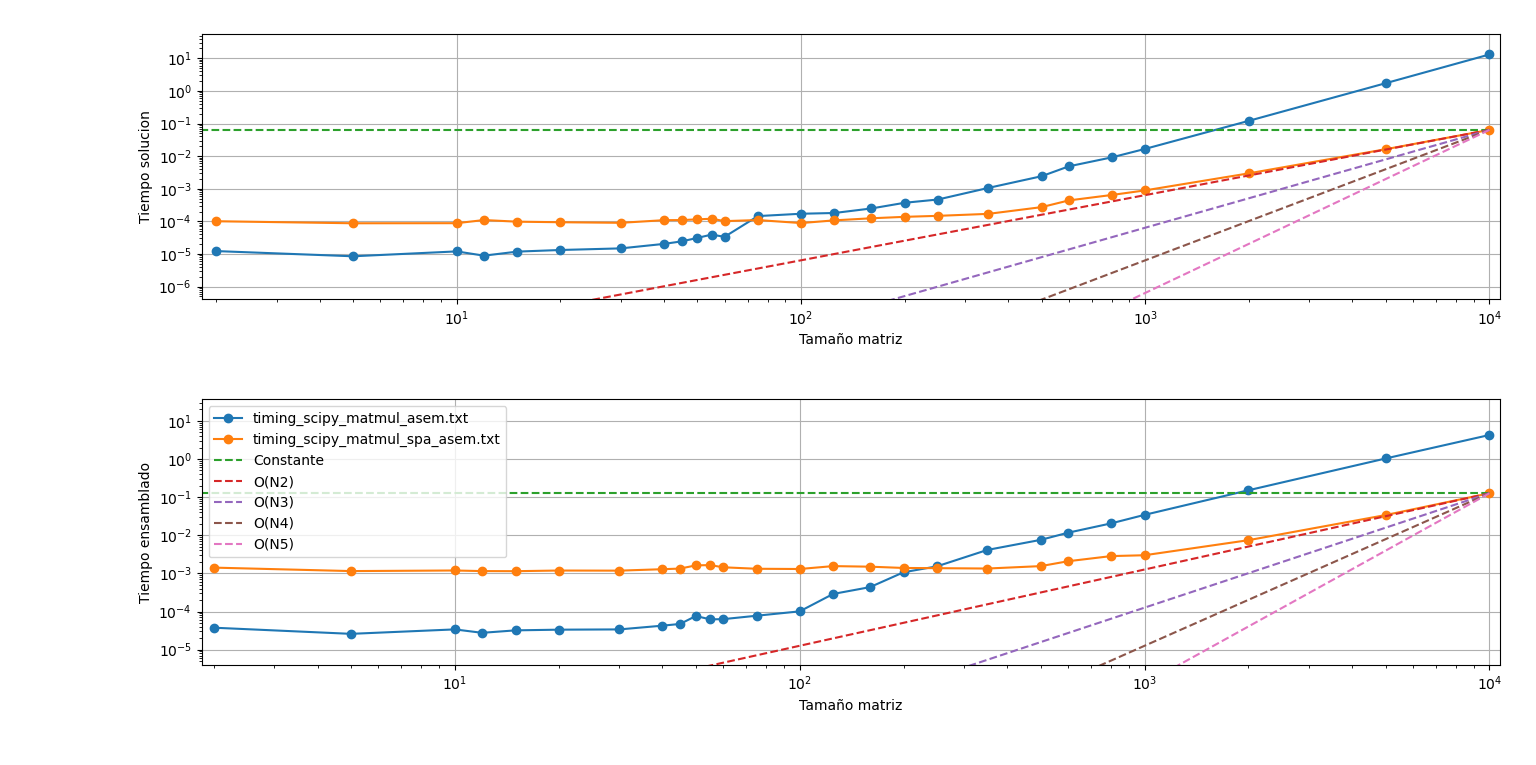 10¹
10⁰
10⁻¹
10⁻²
10⁻³
10⁻⁴
10⁻⁵
10⁻⁶
Tiempo solucion
10¹
10²
10³
10⁴
Tamaño matriz
10¹
10⁰
10⁻¹
10⁻²
10⁻³
10⁻⁴
10⁻⁵
Tiempo ensamblado
timing_scipy_matmul_asem.txt
timing_scipy_matmul_spa_asem.txt
Constante
O(N2)
O(N3)
O(N4)
O(N5)
10¹
10²
10³
10⁴
Tamaño matriz